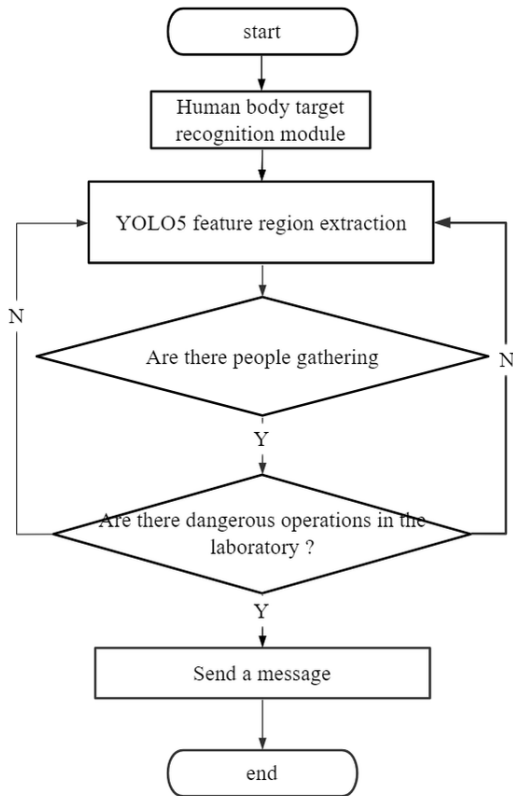 start
Human body target
recognition module
YOLO5 feature region extraction
N
Are there people gathering
N
Y
Are there dangerous operations in the
laboratory ?
Y
Send a message
end